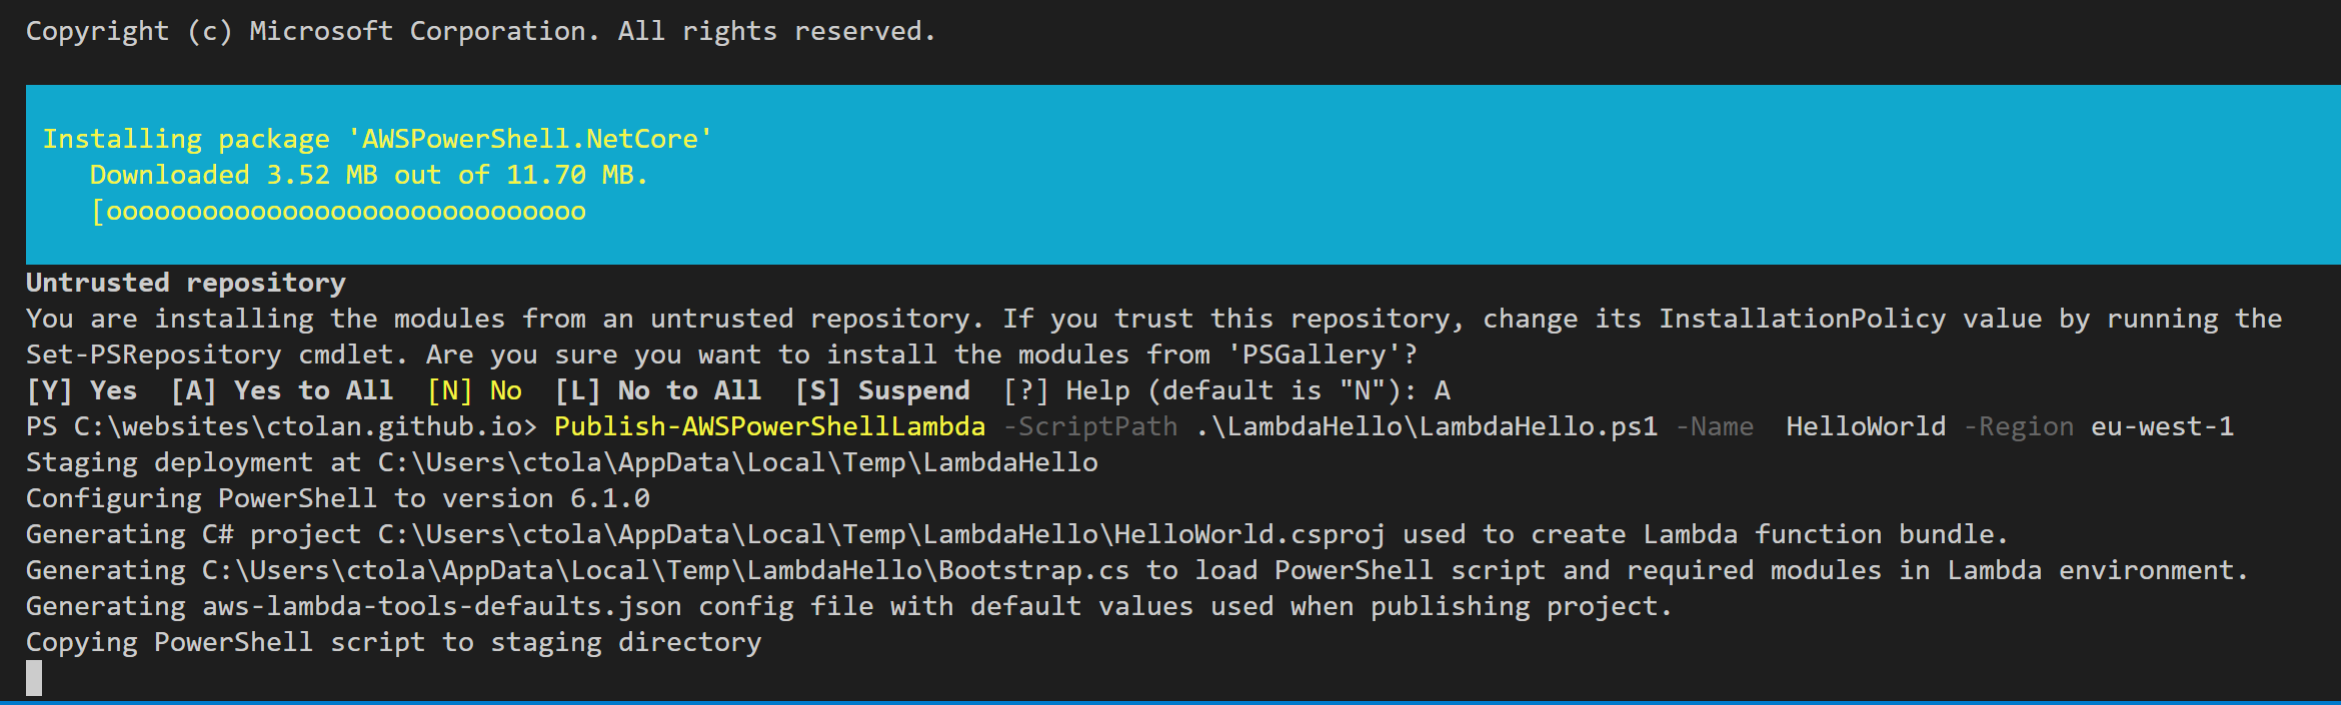 Copyright (c) Microsoft Corporation. All rights reserved.
Installing package 'AWSPowerShell.NetCore'
Downloaded 3.52 MB out of 11.70 MB.
[oooooooooooooooooooooooooooooo
Untrusted repository
You are installing the modules from an untrusted repository. If you trust this repository, change its InstallationPolicy value by running the
Set-PSRepository cmdlet. Are you sure you want to install the modules from 'PSGallery'?
[Y] Yes  [A] Yes to All  [N] No  [L] No to All  [S] Suspend  [?] Help (default is "N"): A
PS C:\websites\ctolan.github.io> Publish-AWSPowerShellLambda -ScriptPath .\LambdaHello\LambdaHello.ps1 -Name  HelloWorld -Region eu-west-1
Staging deployment at C:\Users\ctola\AppData\Local\Temp\LambdaHello
Configuring PowerShell to version 6.1.0
Generating C# project C:\Users\ctola\AppData\Local\Temp\LambdaHello\HelloWorld.csproj used to create Lambda function bundle.
Generating C:\Users\ctola\AppData\Local\Temp\LambdaHello\Bootstrap.cs to load PowerShell script and required modules in Lambda environment.
Generating aws-lambda-tools-defaults.json config file with default values used when publishing project.
Copying PowerShell script to staging directory